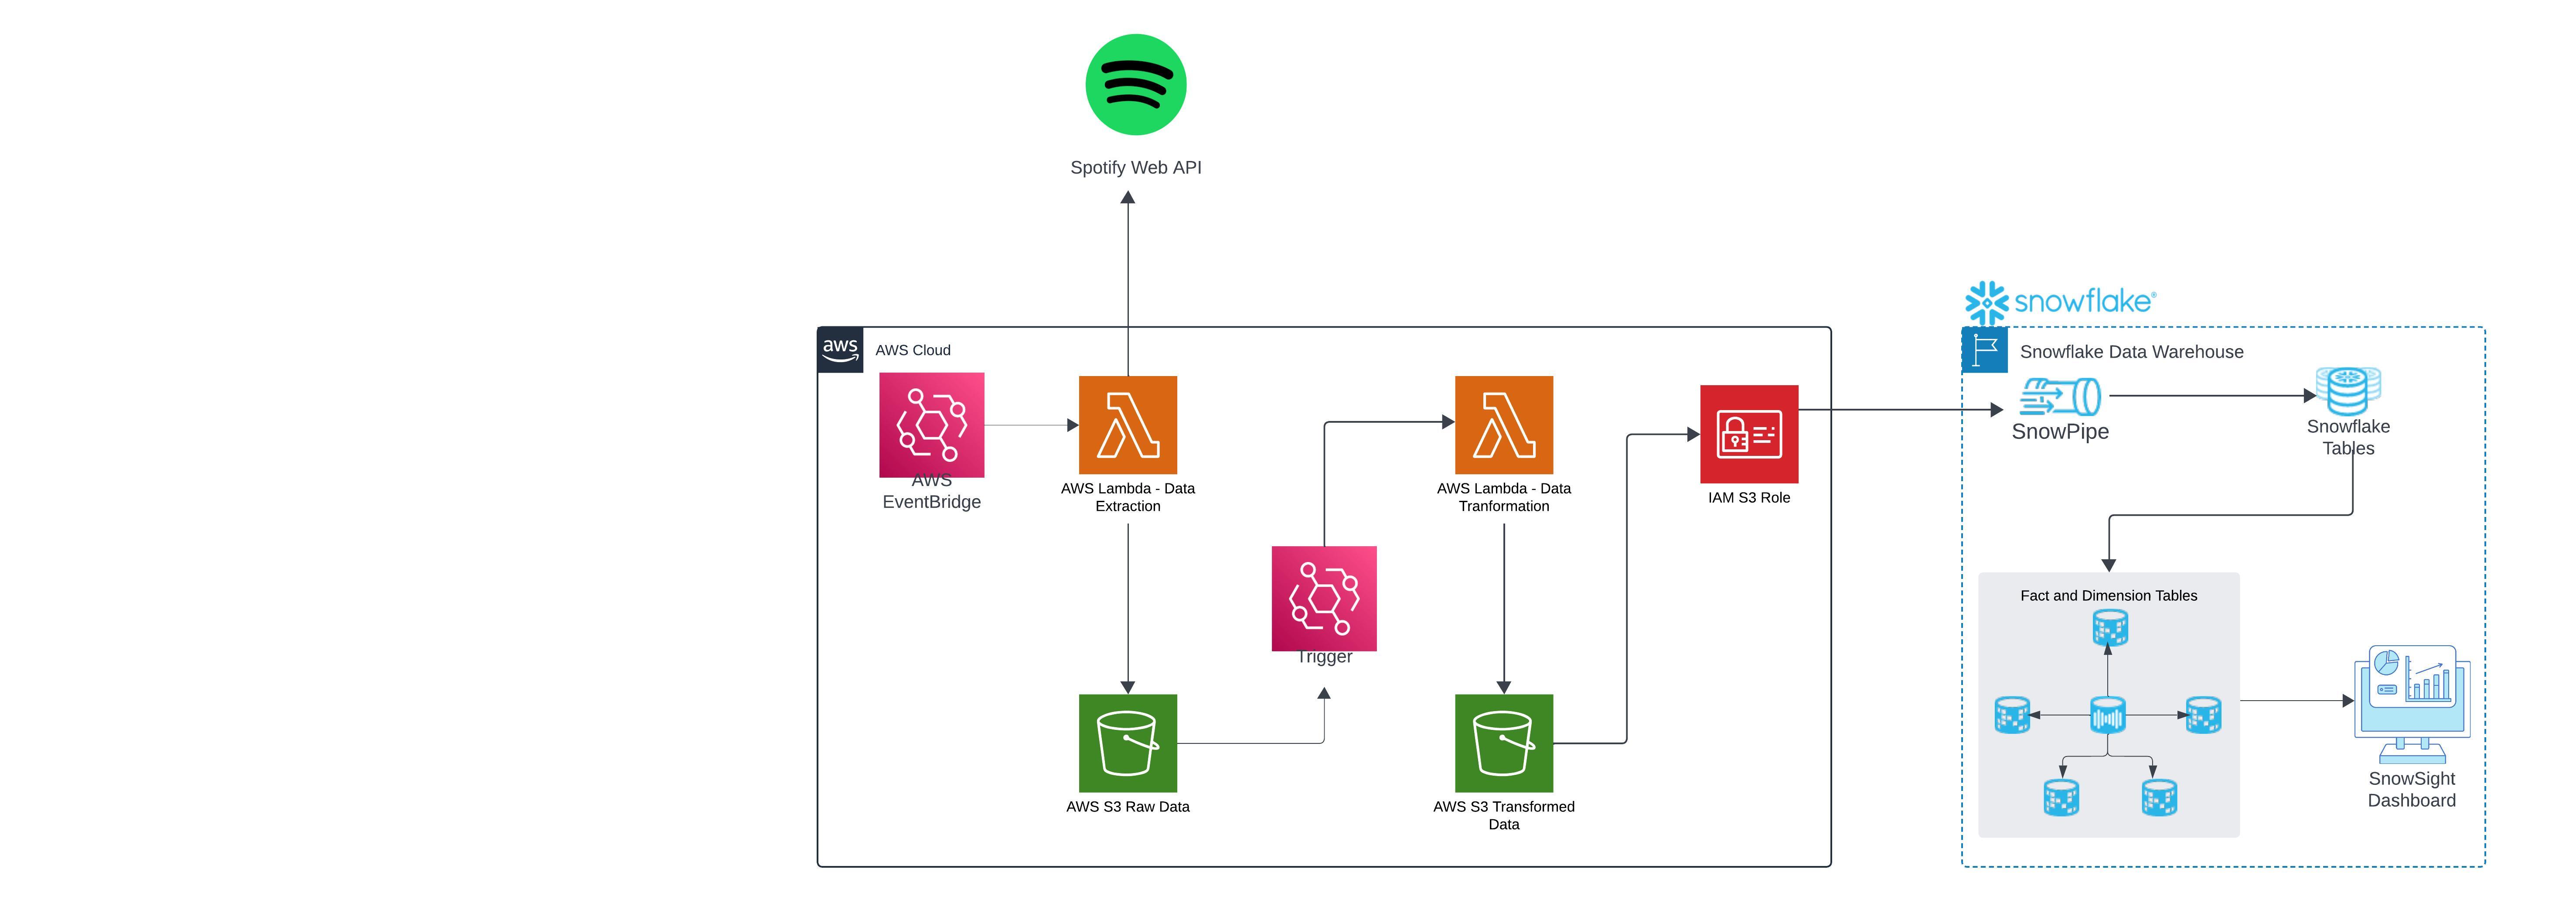 Spotify Web API
snowflake®
aws
AWS Cloud
Snowflake Data Warehouse
AWS
EventBridge
AWS Lambda - Data
Extraction
AWS Lambda - Data
Tranformation
IAM S3 Role
SnowPipe
Snowflake
Tables
Trigger
Fact and Dimension Tables
AWS S3 Raw Data
AWS S3 Transformed
Data
SnowSight
Dashboard